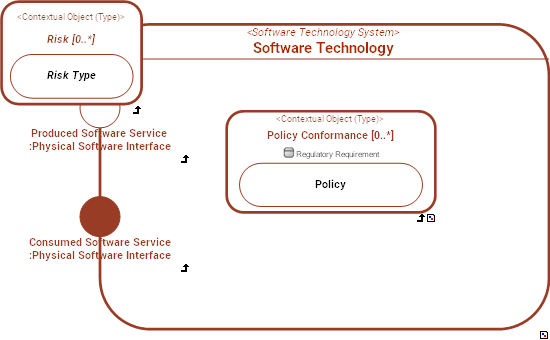 <Contextual Object (Type)>
Risk [0..*]
Risk Type
<Software Technology System>
Software Technology
Produced Software Service
:Physical Software Interface
<Contextual Object (Type)>
Policy Conformance [0..*]
Regulatory Requirement
Policy
Consumed Software Service
:Physical Software Interface